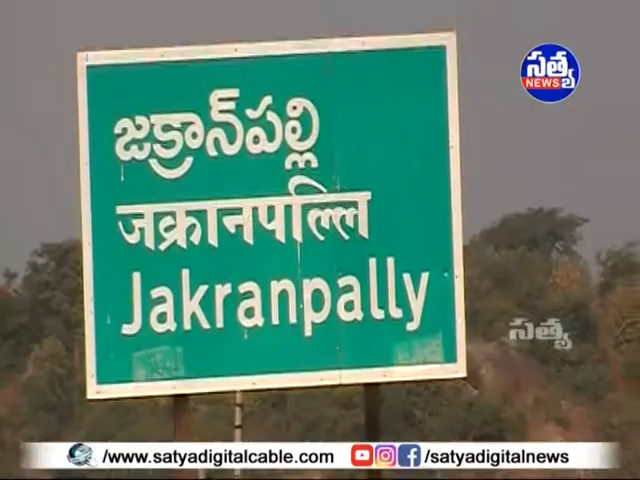 సత్య
NEWS
జక్రాన్‌పల్లి
जक्रानपल्लि
Jakranpally
సత్య
/www.satyadigitalcable.com
/satyadigitalnews